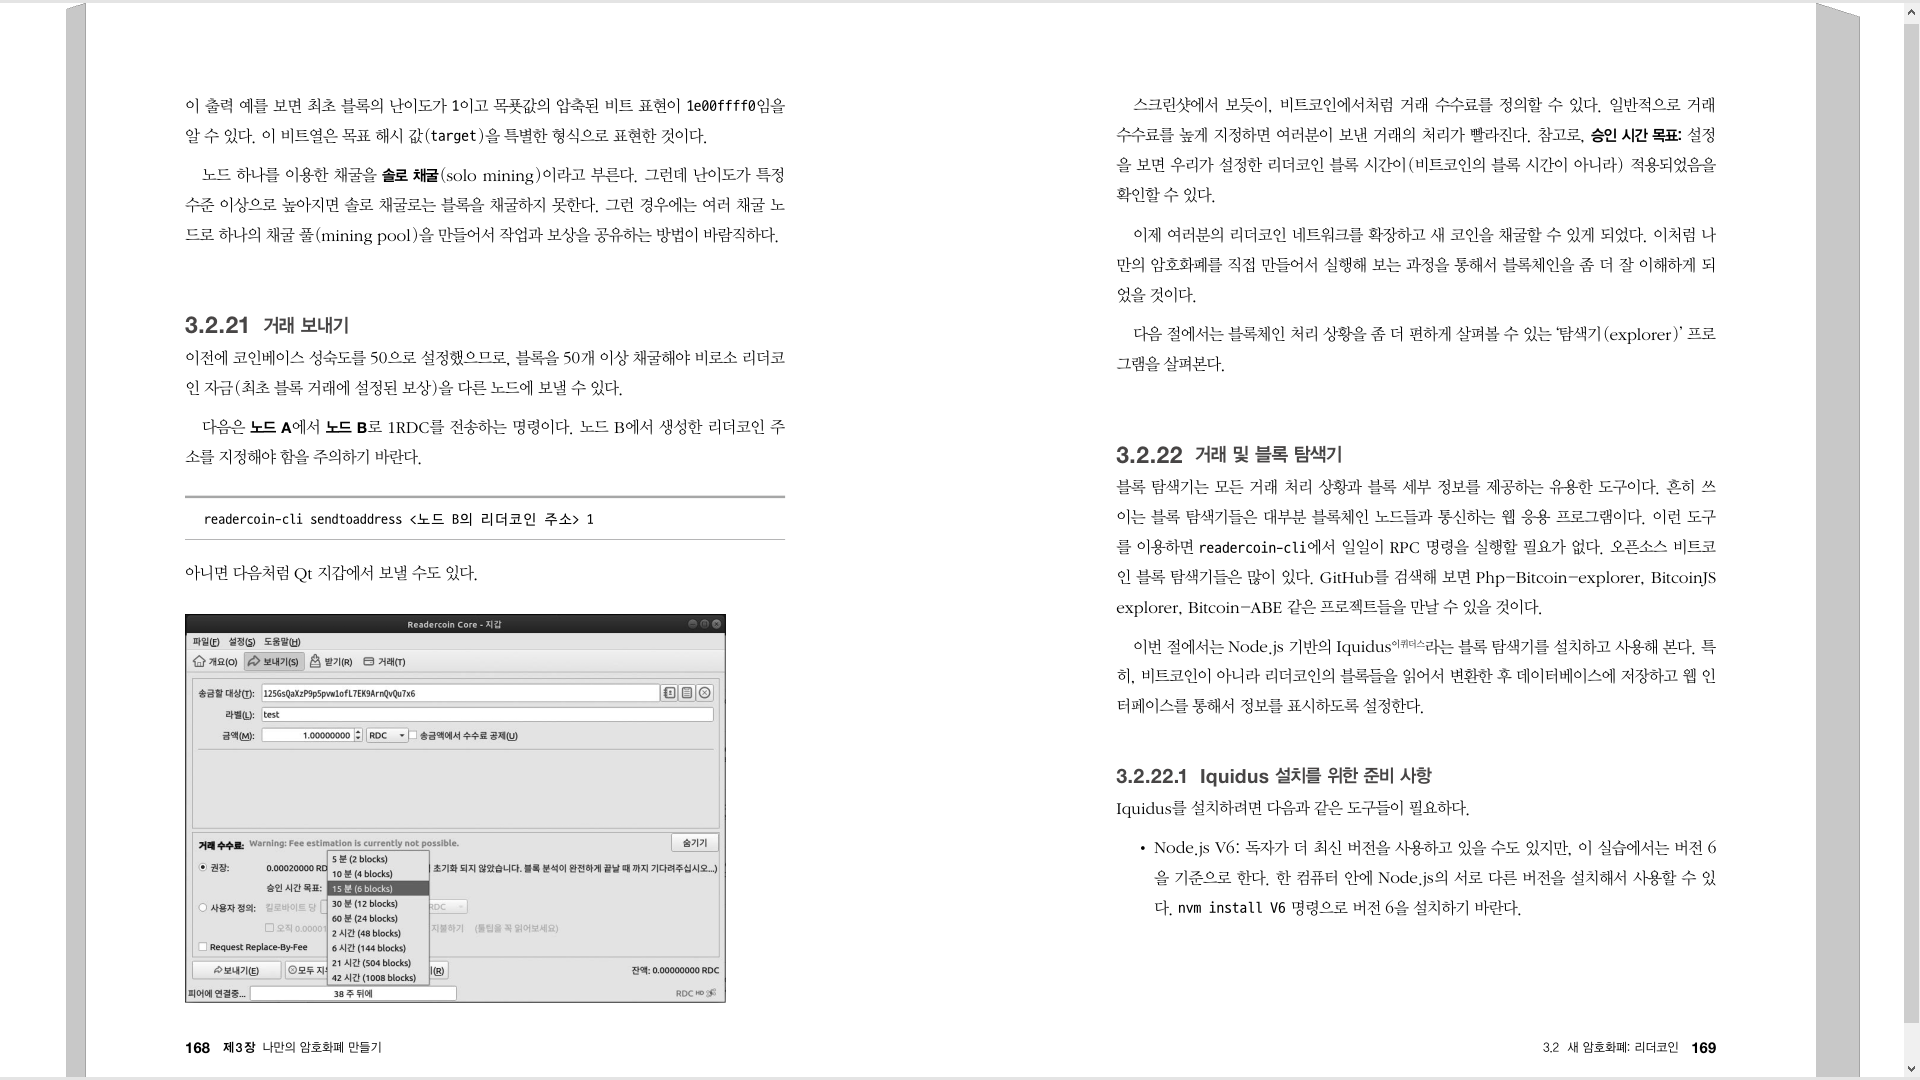 이 출력 예를 보면 최초 블록의 난이도가 1이고 목푯값의 압축된 비트 표현이 1e00ffff0임을
알 수 있다. 이 비트열은 목표 해시 값(target)을 특별한 형식으로 표현한 것이다.
노드 하나를 이용한 채굴을 솔로 채굴(solo mining)이라고 부른다. 그런데 난이도가 특정
수준 이상으로 높아지면 솔로 채굴로는 블록을 채굴하지 못한다. 그런 경우에는 여러 채굴 노
드로 하나의 채굴 풀(mining pool)을 만들어서 작업과 보상을 공유하는 방법이 바람직하다.
3.2.21 거래 보내기
이전에 코인베이스 성숙도를 50으로 설정했으므로, 블록을 50개 이상 채굴해야 비로소 리더코
인 자금(최초 블록 거래에 설정된 보상)을 다른 노드에 보낼 수 있다.
다음은 노드 A에서 노드 B로 1RDC를 전송하는 명령이다. 노드 B에서 생성한 리더코인 주
소를 지정해야 함을 주의하기 바란다.
readercoin-cli sendtoaddress <노드 B의 리더코인 주소> 1
아니면 다음처럼 Qt 지갑에서 보낼 수도 있다.
Readercoin Core - 지갑
파일(F) 설정(S) 도움말(H)
개요(O) 보내기(S) 받기(R) 거래(T)
송금할 대상(T): 125GsQaXzP9p5pvw1ofL7EK9ArnQvQu7x6
라벨(L): test
금액(M): 1.00000000 RDC 송금액에서 수수료 공제(U)
거래 수수료: Warning: Fee estimation is currently not possible. 숨기기
권장: 0.00020000 RD 초기화 되지 않았습니다. 블록 분석이 완전하게 끝날 때 까지 기다려주십시오...)
승인 시간 목표:
5 분 (2 blocks)
10 분 (4 blocks)
15 분 (6 blocks)
30 분 (12 blocks)
60 분 (24 blocks)
2 시간 (48 blocks)
6 시간 (144 blocks)
21 시간 (504 blocks)
42 시간 (1008 blocks)
사용자 정의: 킬로바이트 당 RDC
오직 0.00001 지불하기 (툴팁을 꼭 읽어보세요)
Request Replace-By-Fee
보내기(E) 모두 지 (R) 잔액: 0.00000000 RDC
피어에 연결중... 38 주 뒤에 RDC HD
168 제3장 나만의 암호화폐 만들기
스크린샷에서 보듯이, 비트코인에서처럼 거래 수수료를 정의할 수 있다. 일반적으로 거래
수수료를 높게 지정하면 여러분이 보낸 거래의 처리가 빨라진다. 참고로, 승인 시간 목표: 설정
을 보면 우리가 설정한 리더코인 블록 시간이(비트코인의 블록 시간이 아니라) 적용되었음을
확인할 수 있다.
이제 여러분의 리더코인 네트워크를 확장하고 새 코인을 채굴할 수 있게 되었다. 이처럼 나
만의 암호화폐를 직접 만들어서 실행해 보는 과정을 통해서 블록체인을 좀 더 잘 이해하게 되
었을 것이다.
다음 절에서는 블록체인 처리 상황을 좀 더 편하게 살펴볼 수 있는 ‘탐색기(explorer)’ 프로
그램을 살펴본다.
3.2.22 거래 및 블록 탐색기
블록 탐색기는 모든 거래 처리 상황과 블록 세부 정보를 제공하는 유용한 도구이다. 흔히 쓰
이는 블록 탐색기들은 대부분 블록체인 노드들과 통신하는 웹 응용 프로그램이다. 이런 도구
를 이용하면 readercoin-cli에서 일일이 RPC 명령을 실행할 필요가 없다. 오픈소스 비트코
인 블록 탐색기들은 많이 있다. GitHub를 검색해 보면 Php-Bitcoin-explorer, BitcoinJS
explorer, Bitcoin-ABE 같은 프로젝트들을 만날 수 있을 것이다.
이번 절에서는 Node.js 기반의 Iquidus이퀴더스라는 블록 탐색기를 설치하고 사용해 본다. 특
히, 비트코인이 아니라 리더코인의 블록들을 읽어서 변환한 후 데이터베이스에 저장하고 웹 인
터페이스를 통해서 정보를 표시하도록 설정한다.
3.2.22.1 Iquidus 설치를 위한 준비 사항
Iquidus를 설치하려면 다음과 같은 도구들이 필요하다.
• Node.js V6: 독자가 더 최신 버전을 사용하고 있을 수도 있지만, 이 실습에서는 버전 6
을 기준으로 한다. 한 컴퓨터 안에 Node.js의 서로 다른 버전을 설치해서 사용할 수 있
다. nvm install V6 명령으로 버전 6을 설치하기 바란다.
3.2 새 암호화폐: 리더코인 169